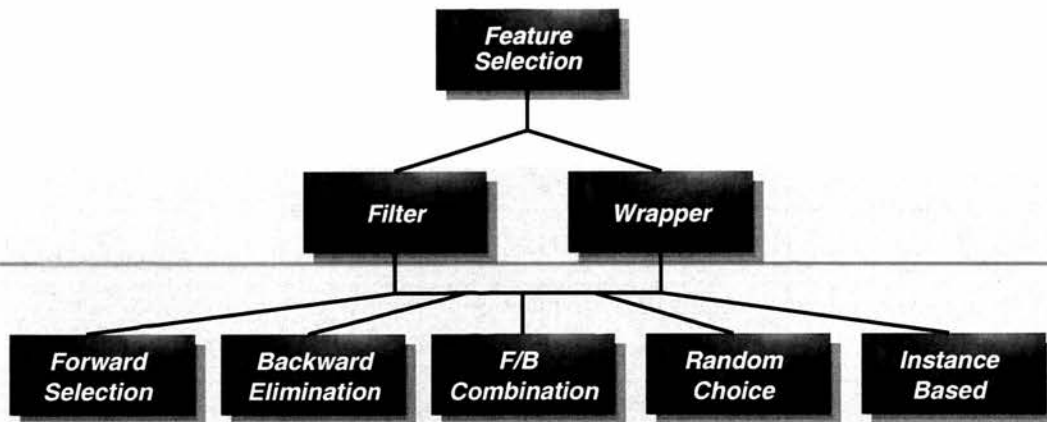 Feature
Selection
Filter
Wrapper
Forward
Selection
Backward
Elimination
F/B
Combination
Random
Choice
Instance
Based